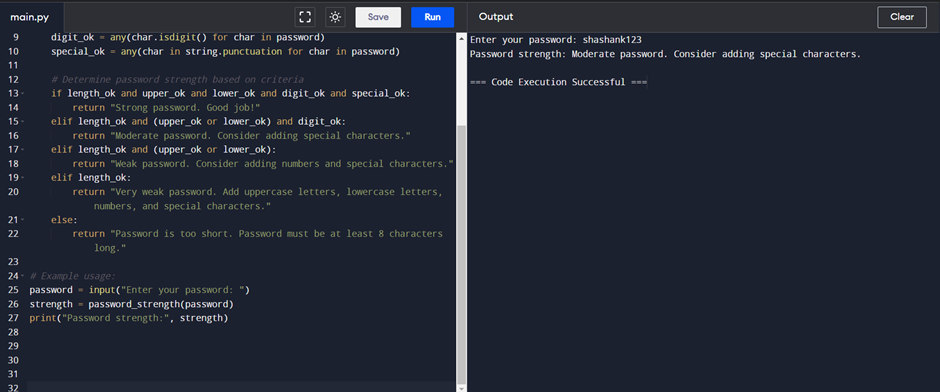 main.py
Save
Run
Output
Clear
9 digit_ok = any(char.isdigit() for char in password)
10 special_ok = any(char in string.punctuation for char in password)
11
12 # Determine password strength based on criteria
13 if length_ok and upper_ok and lower_ok and digit_ok and special_ok:
14 return "Strong password. Good job!"
15 elif length_ok and (upper_ok or lower_ok) and digit_ok:
16 return "Moderate password. Consider adding special characters."
17 elif length_ok and (upper_ok or lower_ok):
18 return "Weak password. Consider adding numbers and special characters."
19 elif length_ok:
20 return "Very weak password. Add uppercase letters, lowercase letters,
numbers, and special characters."
21 else:
22 return "Password is too short. Password must be at least 8 characters
long."
23
24 # Example usage:
25 password = input("Enter your password: ")
26 strength = password_strength(password)
27 print("Password strength:", strength)
28
29
30
31
32
Enter your password: shashank123
Password strength: Moderate password. Consider adding special characters.
=== Code Execution Successful ===